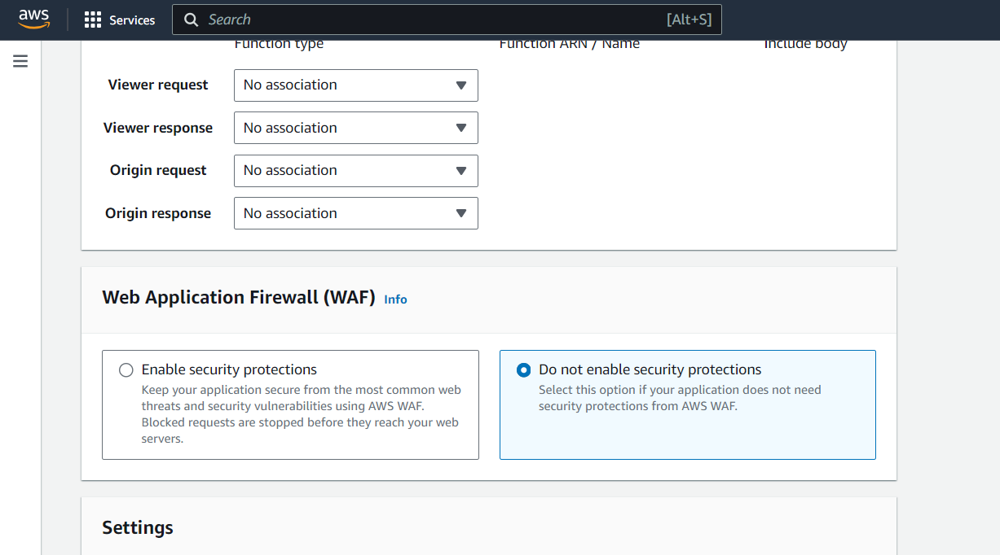 aws Services Search [Alt+S]
Function type Function ARN / Name Include body
Viewer request No association
Viewer response No association
Origin request No association
Origin response No association
Web Application Firewall (WAF) Info
Enable security protections
Keep your application secure from the most common web
threats and security vulnerabilities using AWS WAF.
Blocked requests are stopped before they reach your web
servers.
Do not enable security protections
Select this option if your application does not need
security protections from AWS WAF.
Settings